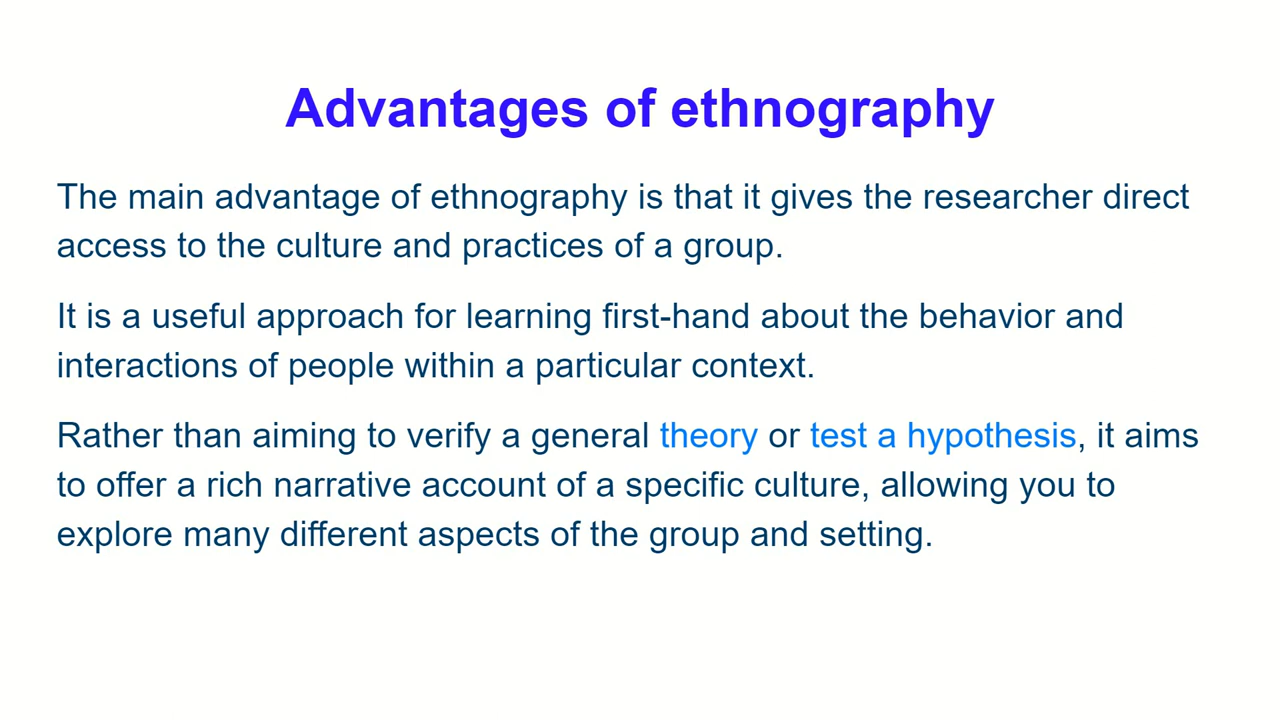 Advantages of ethnography
The main advantage of ethnography is that it gives the researcher direct
access to the culture and practices of a group.
It is a useful approach for learning first-hand about the behavior and
interactions of people within a particular context.
Rather than aiming to verify a general theory or test a hypothesis, it aims
to offer a rich narrative account of a specific culture, allowing you to
explore many different aspects of the group and setting.